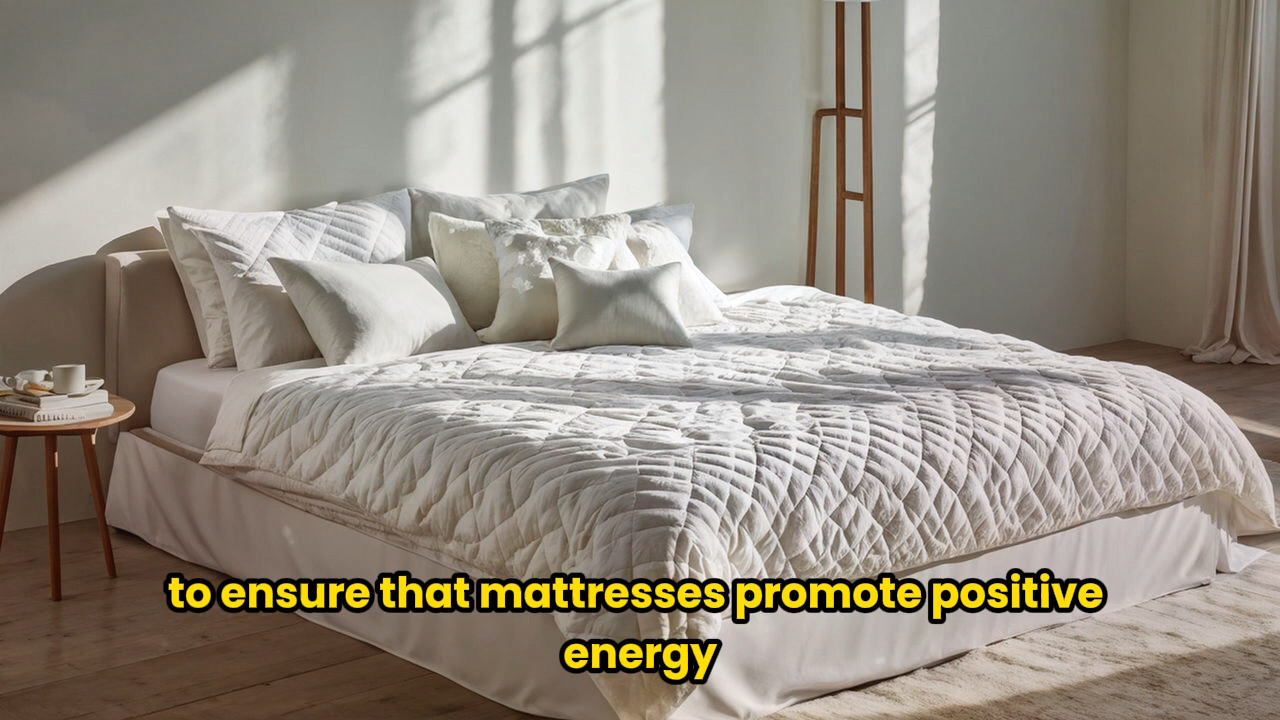 to ensure that mattresses promote positive
energy